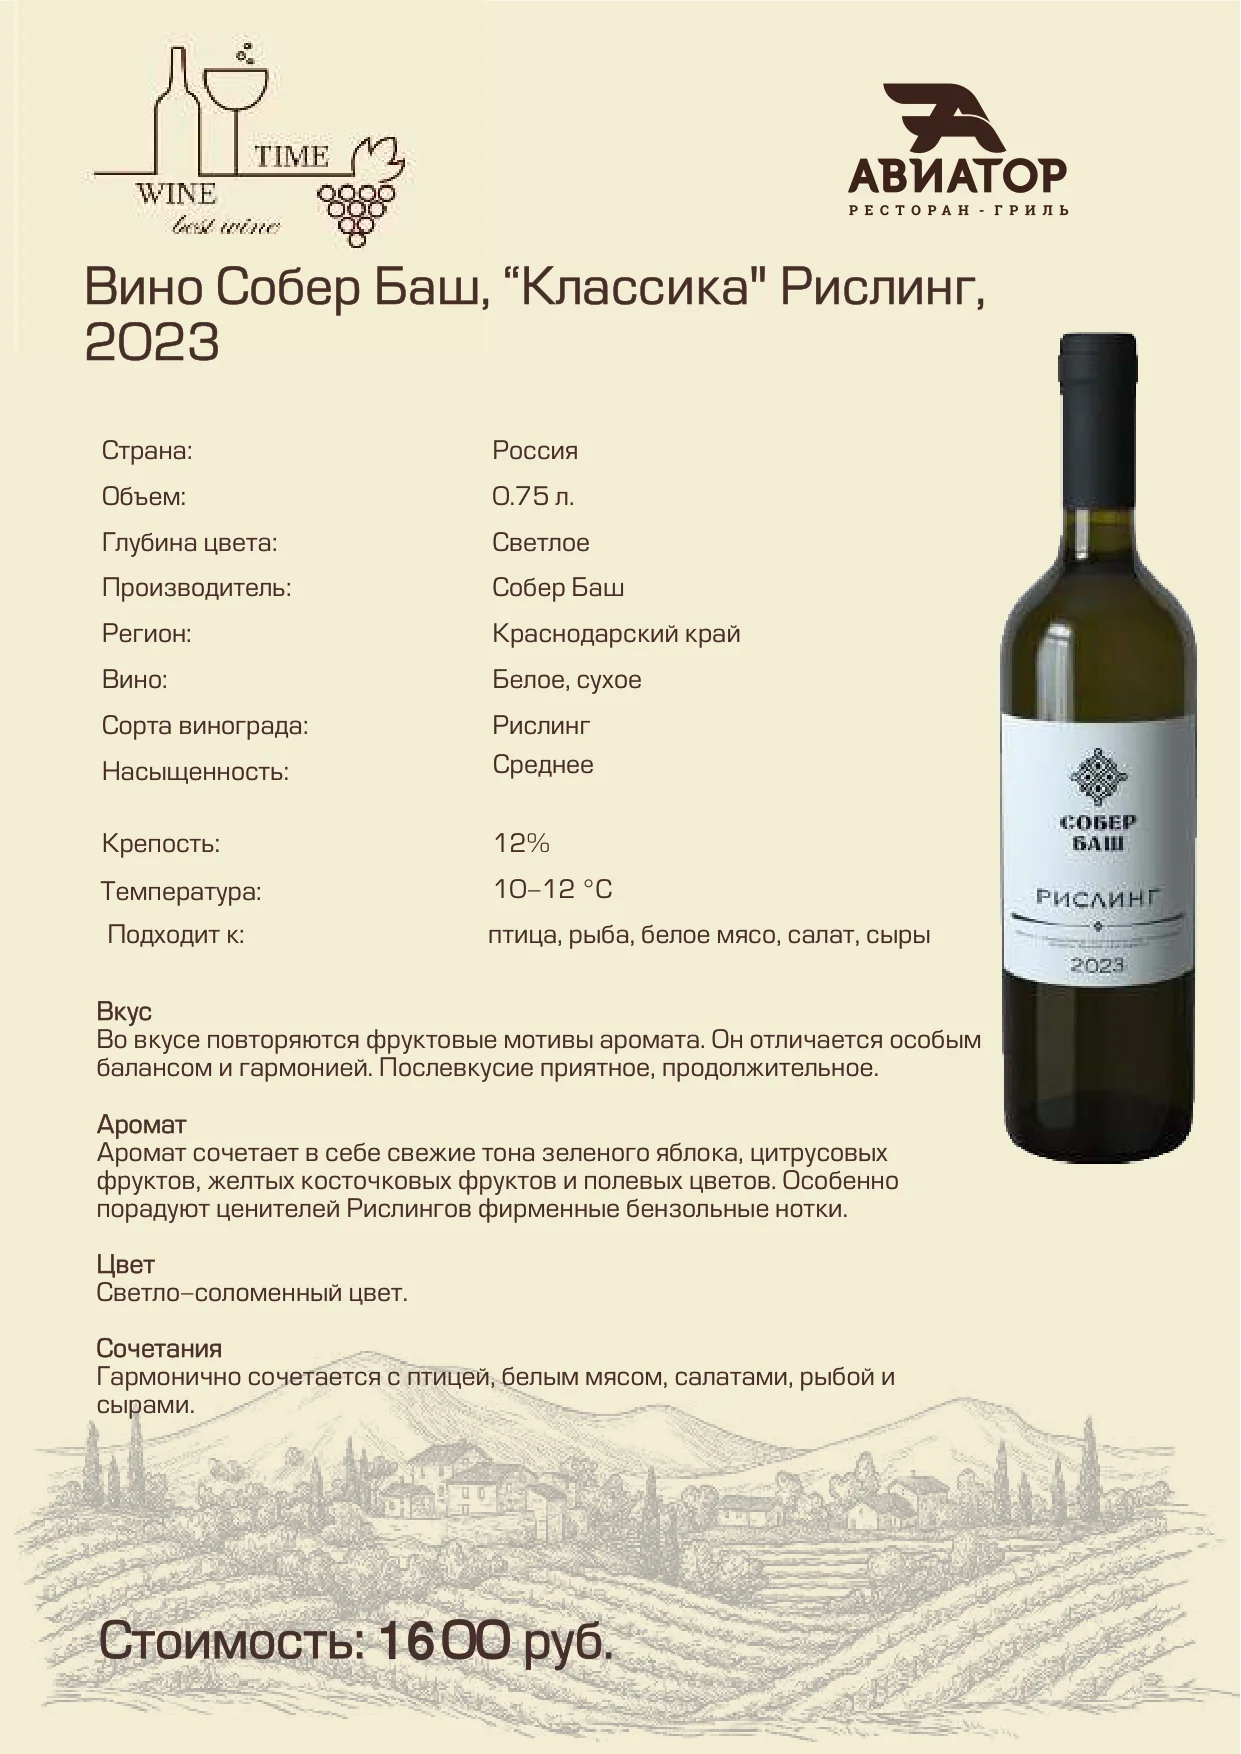 TIME
WINE
best wine
АВИАТОР
РЕСТОРАН-ГРИЛЬ
Вино Собер Баш, “Классика" Рислинг,
2023
Страна: Россия
Объем: 0.75 л.
Глубина цвета: Светлое
Производитель: Собер Баш
Регион: Краснодарский край
Вино: Белое, сухое
Сорта винограда: Рислинг
Насыщенность: Среднее
Крепость: 12%
Температура: 10–12 °C
Подходит к: птица, рыба, белое мясо, салат, сыры
СОБЕР
БАШ
РИСЛИНГ
2023
Вкус
Во вкусе повторяются фруктовые мотивы аромата. Он отличается особым
балансом и гармонией. Послевкусие приятное, продолжительное.
Аромат
Аромат сочетает в себе свежие тона зеленого яблока, цитрусовых
фруктов, желтых косточковых фруктов и полевых цветов. Особенно
порадуют ценителей Рислингов фирменные бензольные нотки.
Цвет
Светло–соломенный цвет.
Сочетания
Гармонично сочетается с птицей, белым мясом, салатами, рыбой и
сырами.
Стоимость: 1600 руб.